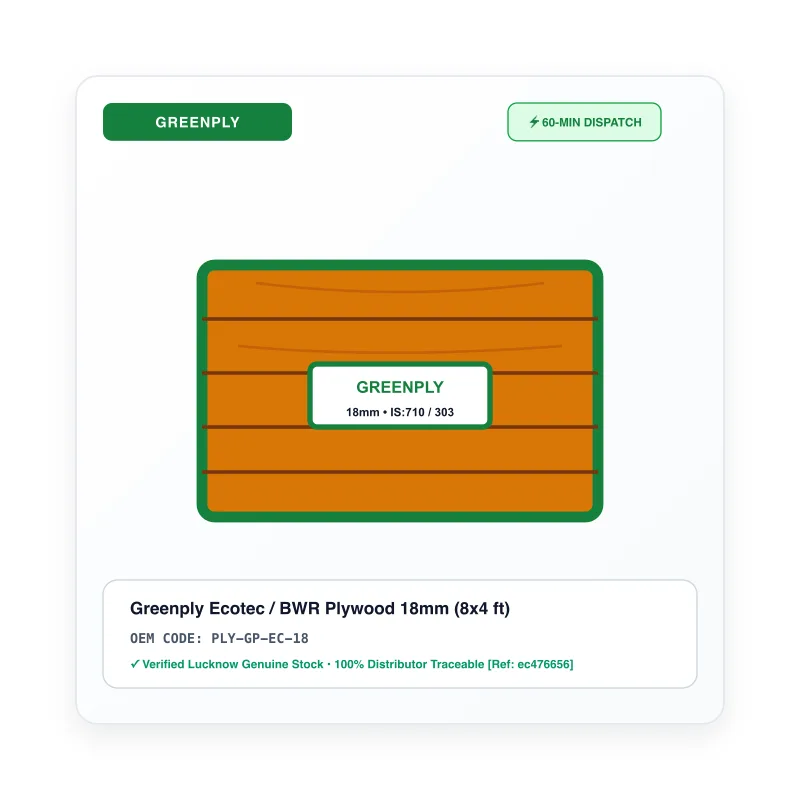 GREENPLY
⚡ 60-MIN DISPATCH
GREENPLY
18mm • IS:710 / 303
Greenply Ecotec / BWR Plywood 18mm (8x4 ft)
OEM CODE: PLY-GP-EC-18
✓ Verified Lucknow Genuine Stock · 100% Distributor Traceable [Ref: ec476656]